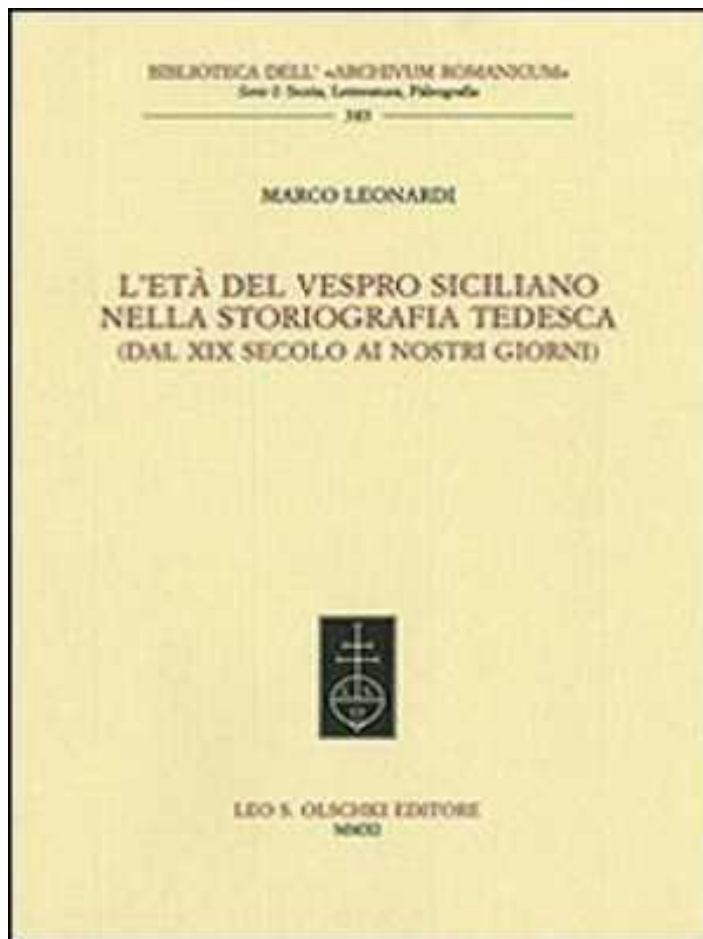 BIBLIOTECA DELL' «ARCHIVUM ROMANICUM»
Serie I: Storia, Letteratura, Paleografia
MARCO LEONARDI
L'ETÀ DEL VESPRO SICILIANO
NELLA STORIOGRAFIA TEDESCA
(DAL XIX SECOLO AI NOSTRI GIORNI)
LEO S. OLSCHKI EDITORE
MMXI